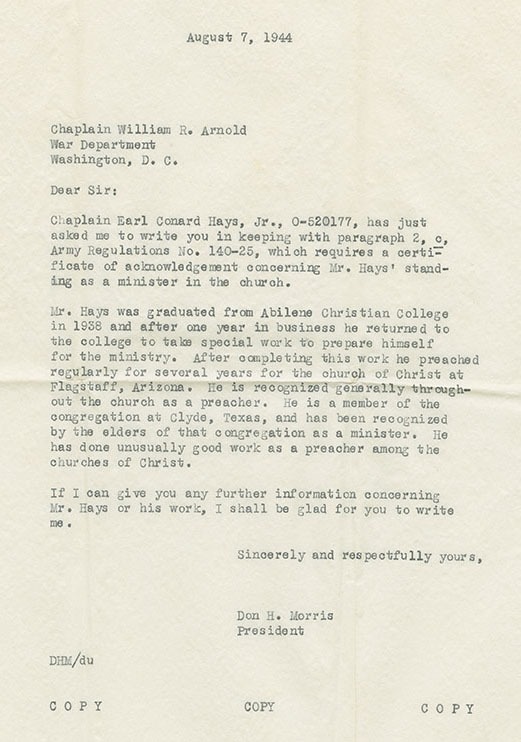 August 7, 1944
Chaplain William R. Arnold
War Department
Washington, D. C.
Dear Sir:
Chaplain Earl Conard Hays, Jr., O-520177, has just
asked me to write you in keeping with paragraph 2, c,
Army Regulations No. 140-25, which requires a certi-
ficate of acknowledgement concerning Mr. Hays' stand-
ing as a minister in the church.
Mr. Hays was graduated from Abilene Christian College
in 1938 and after one year in business he returned to
the college to take special work to prepare himself
for the ministry. After completing this work he preached
regularly for several years for the church of Christ at
Flagstaff, Arizona. He is recognized generally through-
out the church as a preacher. He is a member of the
congregation at Clyde, Texas, and has been recognized
by the elders of that congregation as a minister. He
has done unusually good work as a preacher among the
churches of Christ.
If I can give you any further information concerning
Mr. Hays or his work, I shall be glad for you to write
me.
Sincerely and respectfully yours,
Don H. Morris
President
DHM/du
C O P Y COPY C O P Y